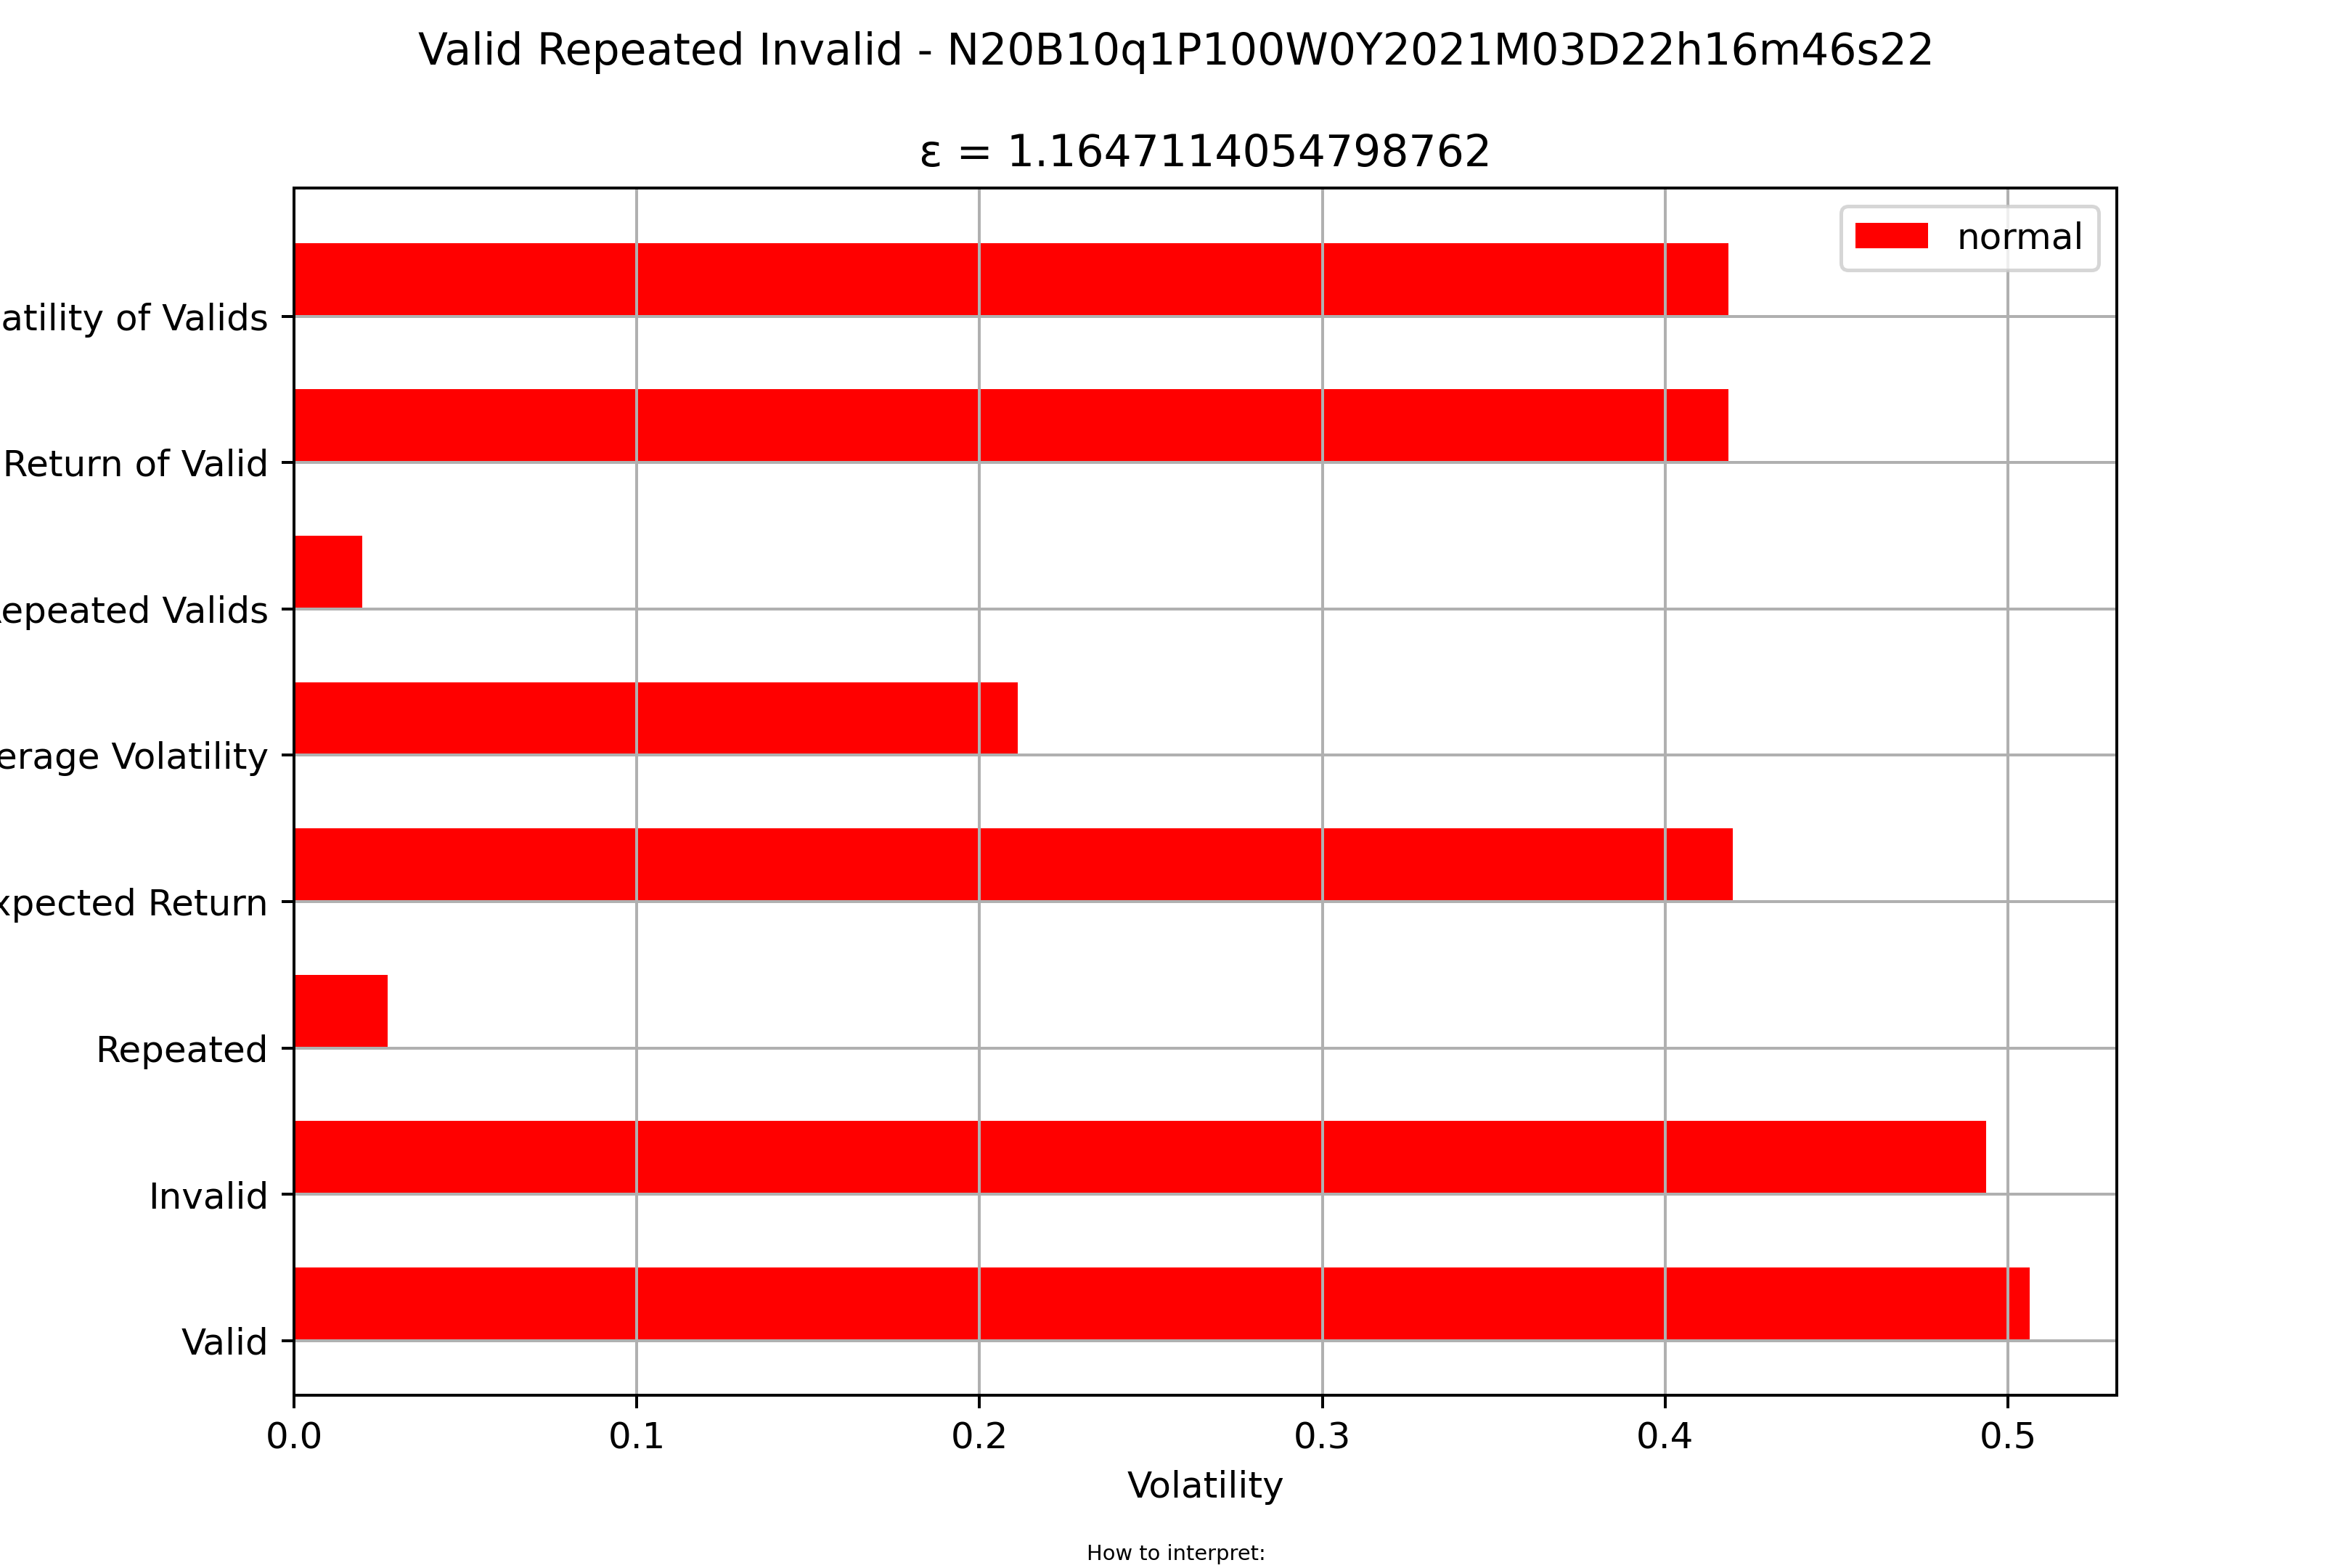 Valid Repeated Invalid - N20B10q1P100W0Y2021M03D22h16m46s22
ε = 1.1647114054798762
normal
atility of Valids
Return of Valid
epeated Valids
erage Volatility
xpected Return
Repeated
Invalid
Valid
0.0 0.1 0.2 0.3 0.4 0.5
Volatility
How to interpret: